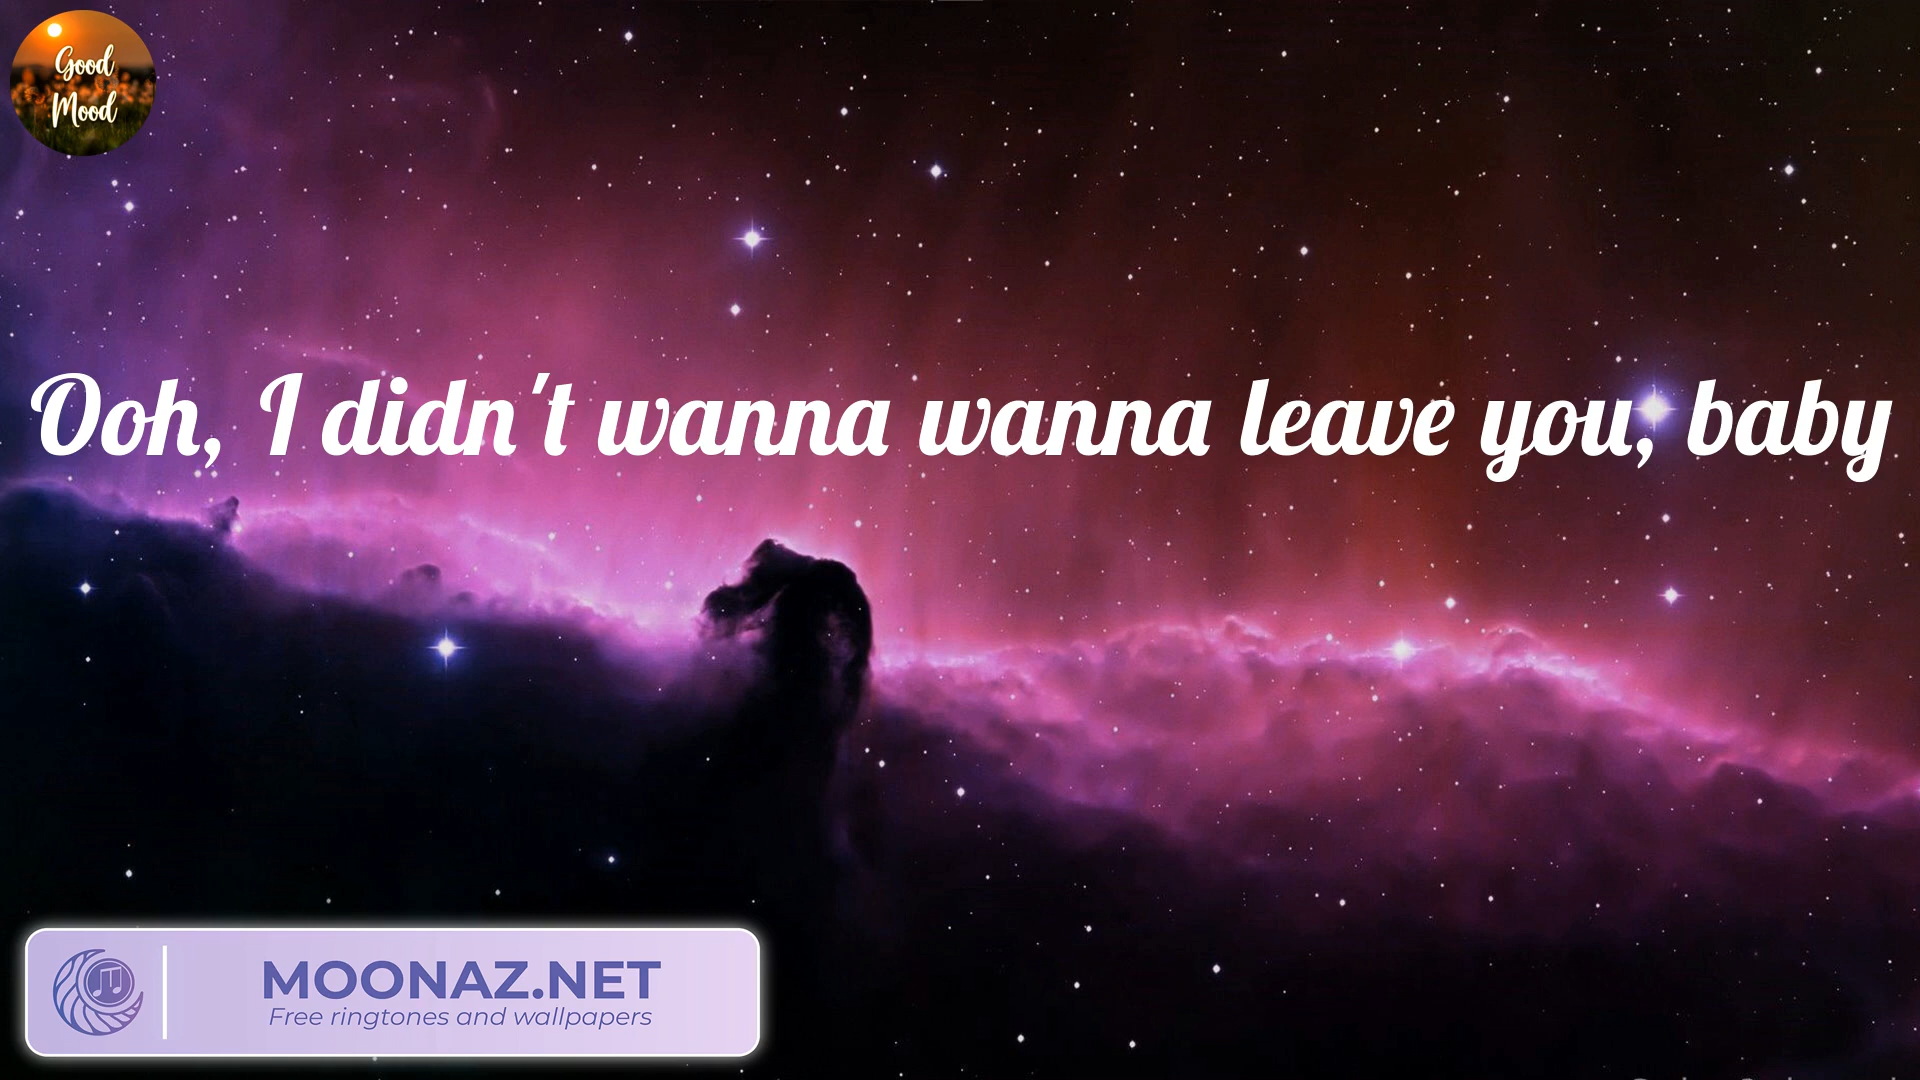 Good
Mood
Ooh, I didn't wanna wanna leave you, baby
MOONAZ.NET
Free ringtones and wallpapers